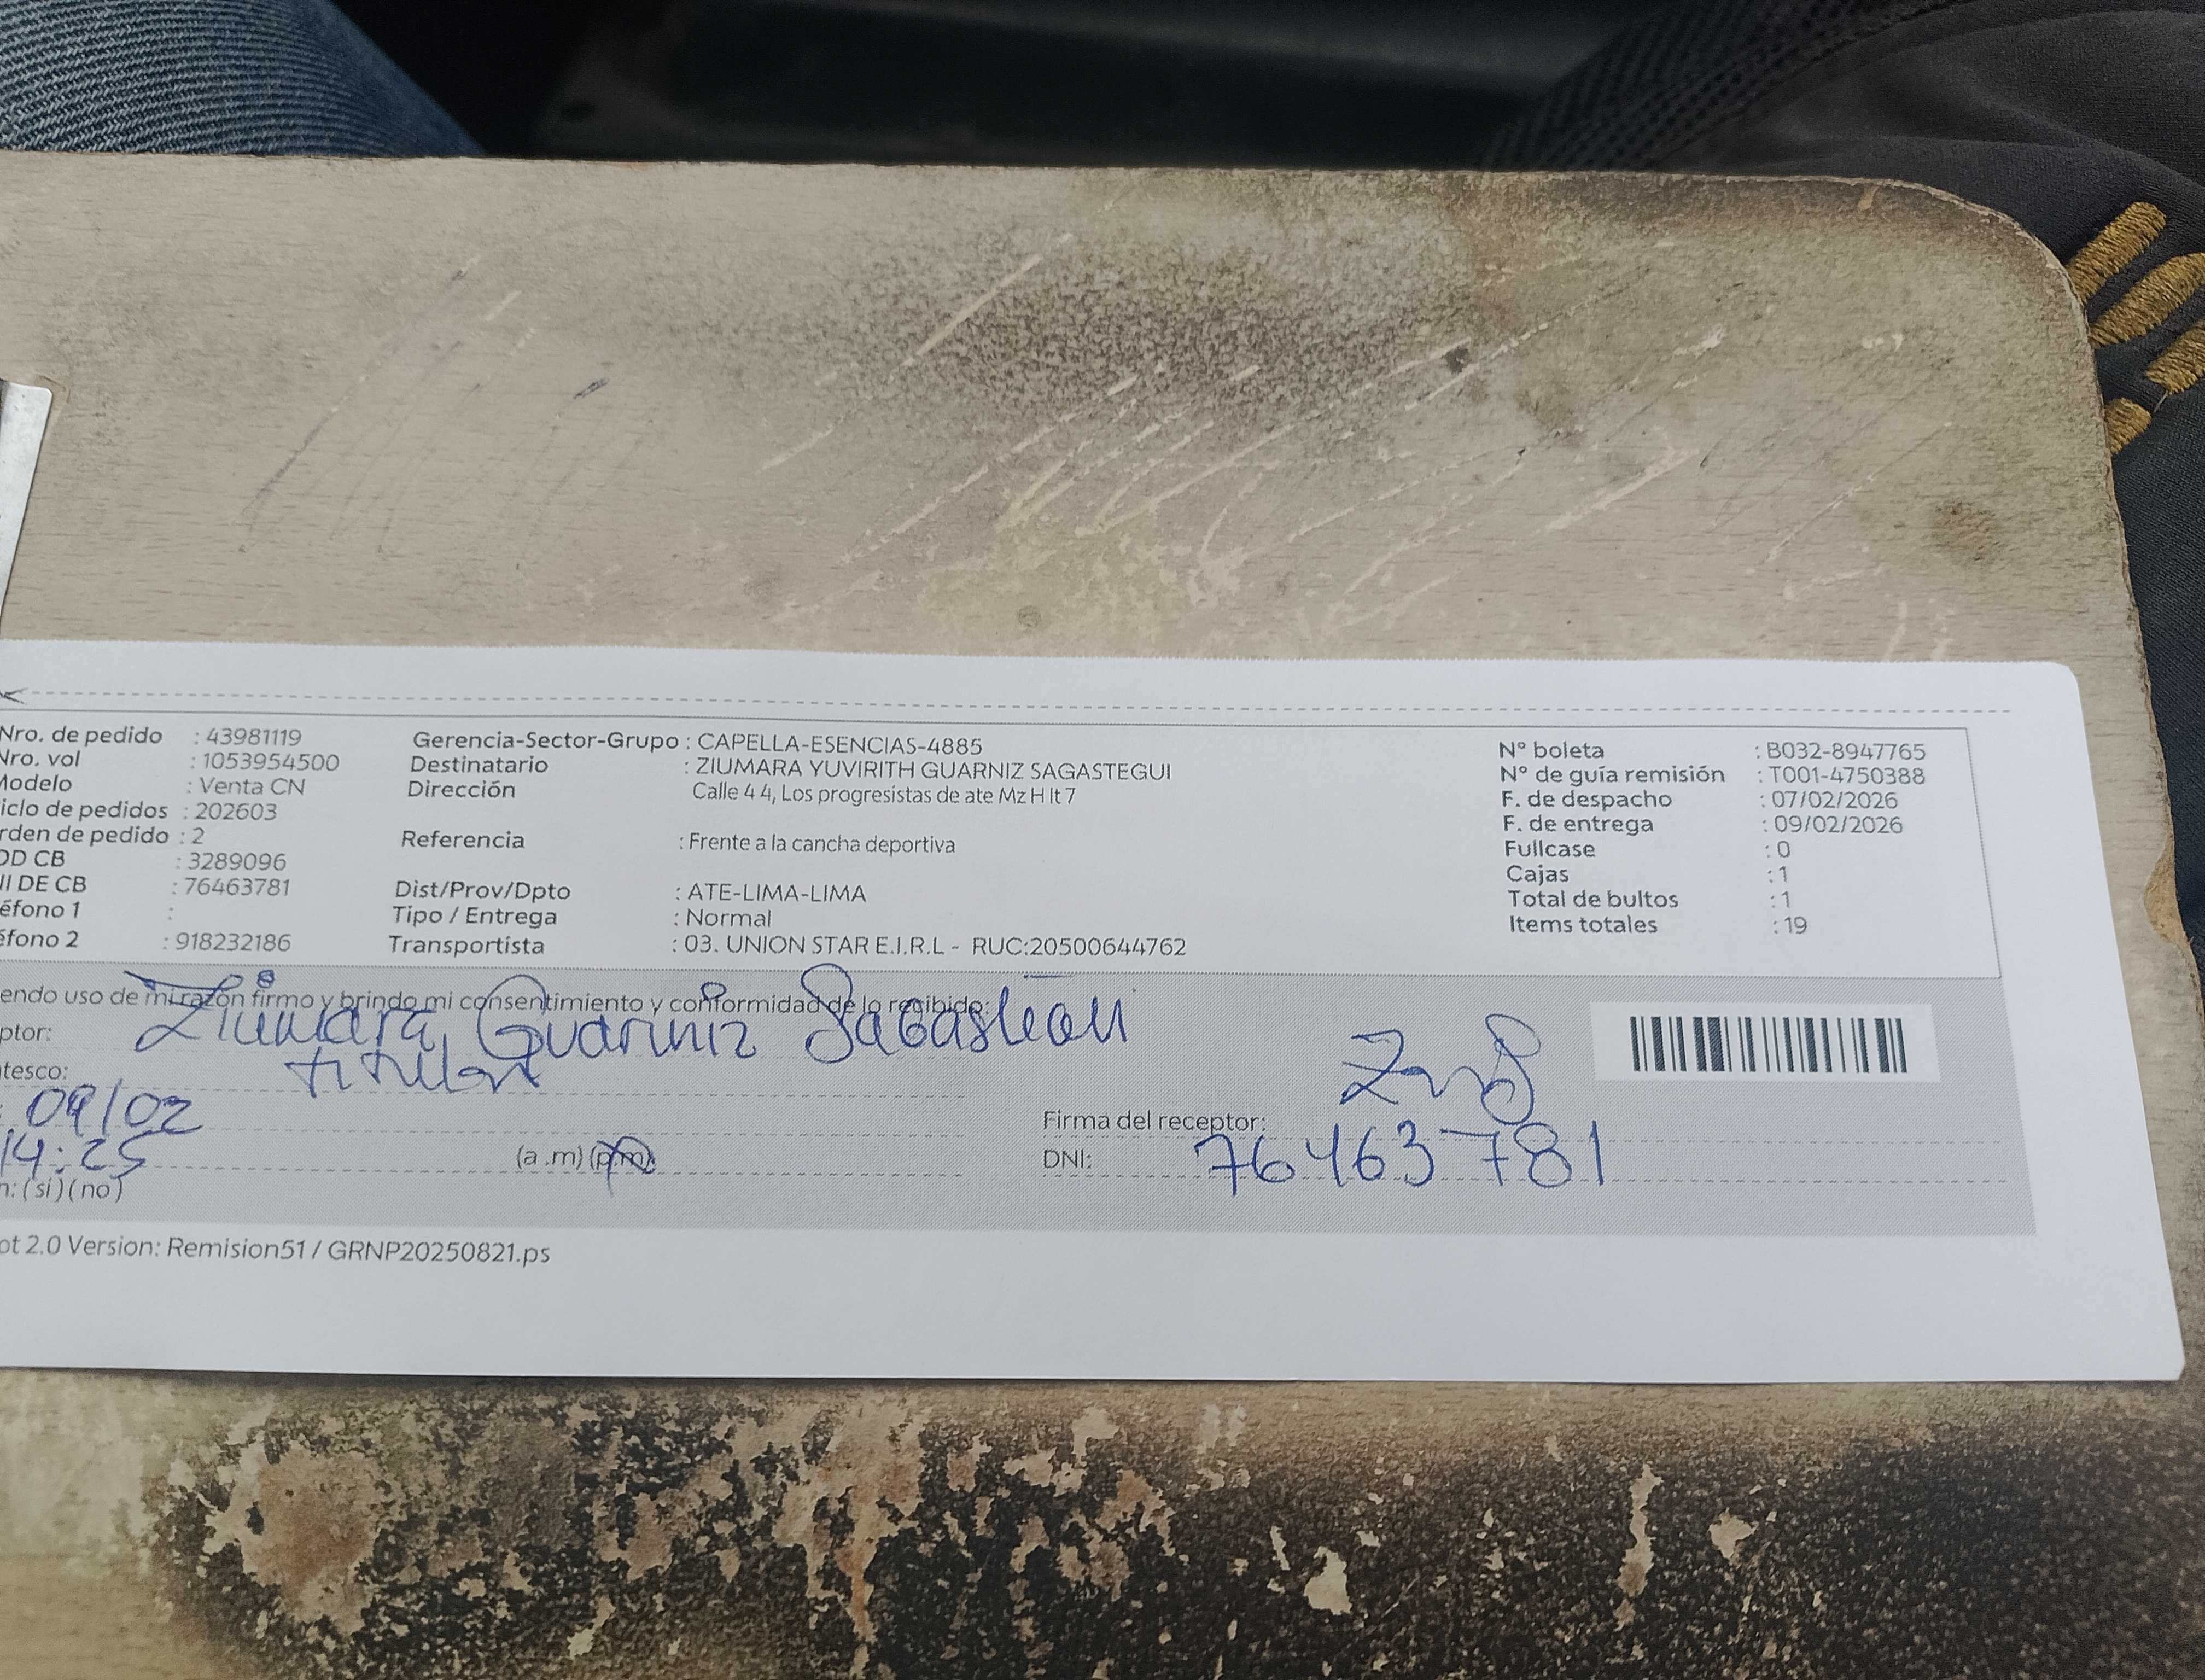 Nro. de pedido : 43981119
Nro. vol : 1053954500
Modelo : Venta CN
iclo de pedidos : 202603
rden de pedido : 2
OD CB : 3289096
NI DE CB : 76463781
éfono 1 :
éfono 2 : 918232186
Gerencia-Sector-Grupo : CAPELLA-ESENCIAS-4885
Destinatario : ZIUMARA YUVIRITH GUARNIZ SAGASTEGUI
Dirección Calle 4 4, Los progresistas de ate Mz H lt 7
Referencia : Frente a la cancha deportiva
Dist/Prov/Dpto : ATE-LIMA-LIMA
Tipo / Entrega : Normal
Transportista : 03. UNION STAR E.I.R.L - RUC:20500644762
N° boleta : B032-8947765
N° de guía remisión : T001-4750388
F. de despacho : 07/02/2026
F. de entrega : 09/02/2026
Fullcase : 0
Cajas : 1
Total de bultos : 1
Items totales : 19
endo uso de mi razón firmo y brindo mi consentimiento y conformidad de lo recibido:
ptor: Ziumara Guarniz
ntesco: titular
: 09/02
14:25 (a .m) (p.m):
n: (si) (no)
Firma del receptor:
DNI: 76463781
ot 2.0 Version: Remision51 / GRNP20250821.ps